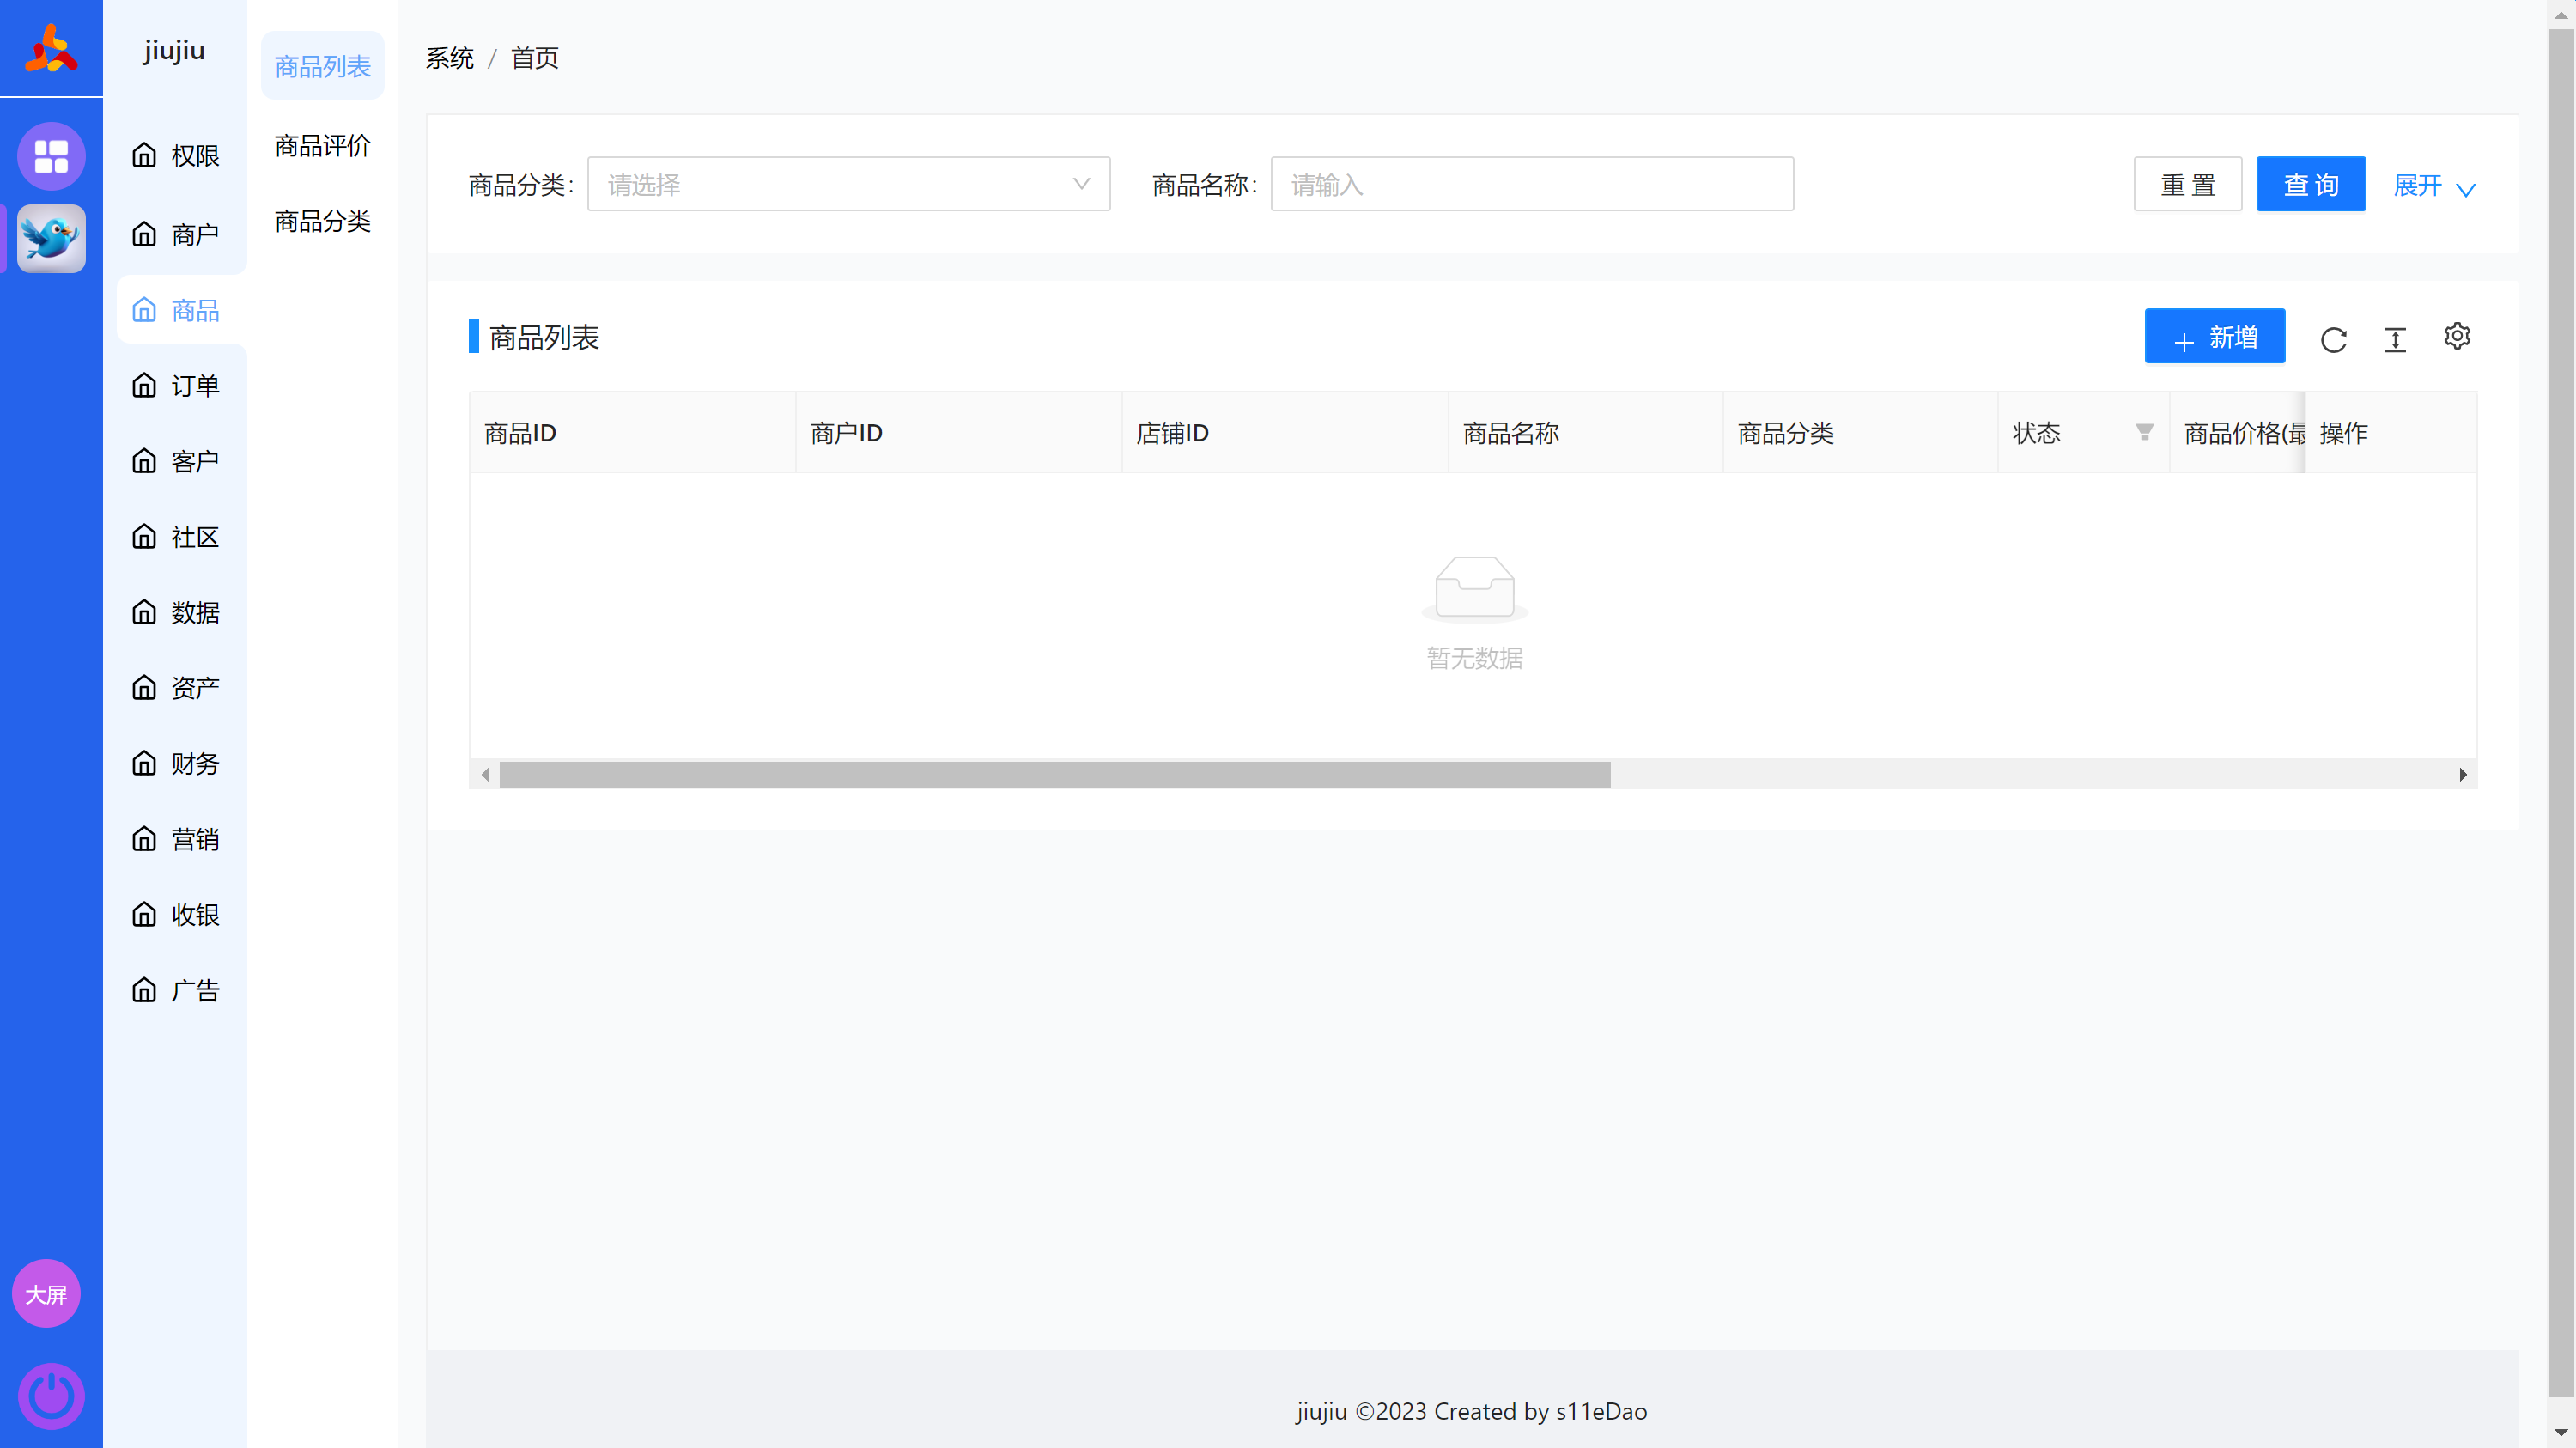 jiujiu
权限
商户
商品
订单
客户
社区
数据
资产
财务
营销
收银
广告
大屏
商品列表
商品评价
商品分类
系统 / 首页
商品分类: 请选择
商品名称: 请输入
重 置
查 询
展开
商品列表
新增
商品ID 商户ID 店铺ID 商品名称 商品分类 状态 商品价格(最 操作
暂无数据
jiujiu ©2023 Created by s11eDao